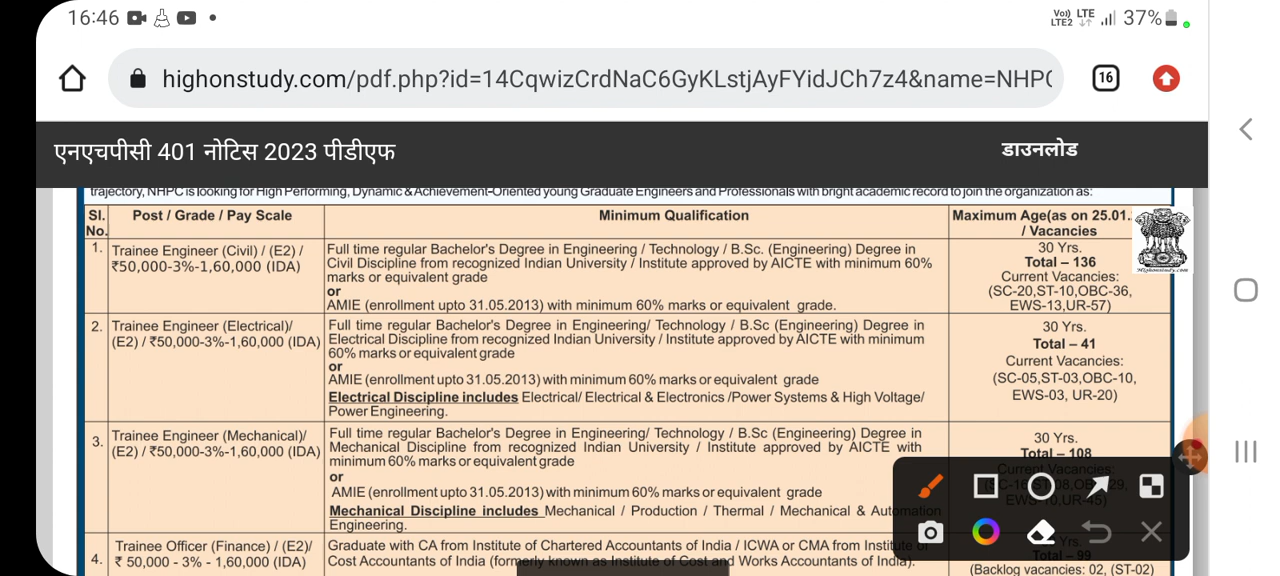 16:46
Vo)) LTE
LTE2
37%
highonstudy.com/pdf.php?id=14CqwizCrdNaC6GyKLstjAyFYidJCh7z4&name=NHPC
16
एनएचपीसी 401 नोटिस 2023 पीडीएफ
डाउनलोड
trajectory, NHPC is looking for High Performing, Dynamic & Achievement-Oriented young Graduate Engineers and Professionals with bright academic record to join the organization as:
Sl. No.
Post / Grade / Pay Scale
Minimum Qualification
Maximum Age(as on 25.01.
/ Vacancies
Highonstudy.com
1.
Trainee Engineer (Civil) / (E2) /
₹50,000-3%-1,60,000 (IDA)
Full time regular Bachelor's Degree in Engineering / Technology / B.Sc. (Engineering) Degree in
Civil Discipline from recognized Indian University / Institute approved by AICTE with minimum 60%
marks or equivalent grade
or
AMIE (enrollment upto 31.05.2013) with minimum 60% marks or equivalent grade.
30 Yrs.
Total – 136
Current Vacancies:
(SC-20,ST-10,OBC-36,
EWS-13,UR-57)
2.
Trainee Engineer (Electrical)/
(E2) / ₹50,000-3%-1,60,000 (IDA)
Full time regular Bachelor's Degree in Engineering/ Technology / B.Sc (Engineering) Degree in
Electrical Discipline from recognized Indian University / Institute approved by AICTE with minimum
60% marks or equivalent grade
or
AMIE (enrollment upto 31.05.2013) with minimum 60% marks or equivalent grade
Electrical Discipline includes Electrical/ Electrical & Electronics /Power Systems & High Voltage/
Power Engineering.
30 Yrs.
Total – 41
Current Vacancies:
(SC-05,ST-03,OBC-10,
EWS-03, UR-20)
3.
Trainee Engineer (Mechanical)/
(E2) / ₹50,000-3%-1,60,000 (IDA)
Full time regular Bachelor's Degree in Engineering/ Technology / B.Sc (Engineering) Degree in
Mechanical Discipline from recognized Indian University / Institute approved by AICTE with
minimum 60% marks or equivalent grade
or
AMIE (enrollment upto 31.05.2013) with minimum 60% marks or equivalent grade
Mechanical Discipline includes Mechanical / Production / Thermal / Mechanical & Automation
Engineering.
30 Yrs.
Total – 108
Current Vacancies:
4.
Trainee Officer (Finance) / (E2)/
₹ 50,000 - 3% - 1,60,000 (IDA)
Graduate with CA from Institute of Chartered Accountants of India / ICWA or CMA from Institute of
Cost Accountants of India (formerly known as Institute of Cost and Works Accountants of India).
Yrs.
Total – 99
(Backlog vacancies: 02, (ST-02)